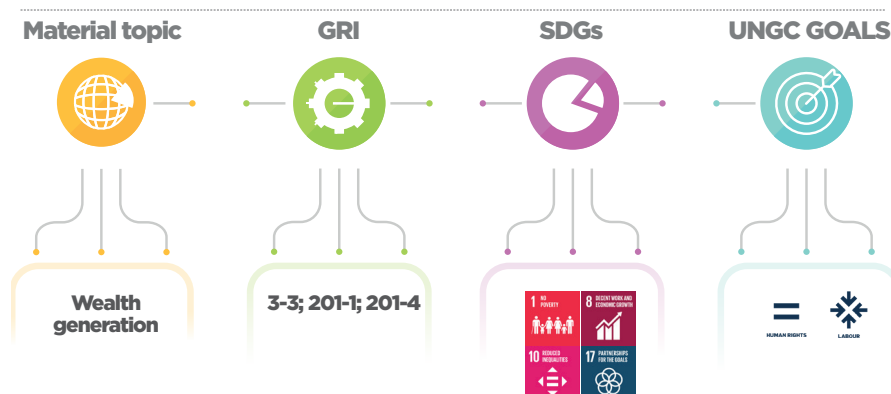 Material topic
GRI
SDGs
UNGC GOALS
Wealth
generation
3-3; 201-1; 201-4
1 NO
POVERTY
8 DECENT WORK AND
ECONOMIC GROWTH
10 REDUCED
INEQUALITIES
17 PARTNERSHIPS
FOR THE GOALS
HUMAN RIGHTS
LABOUR